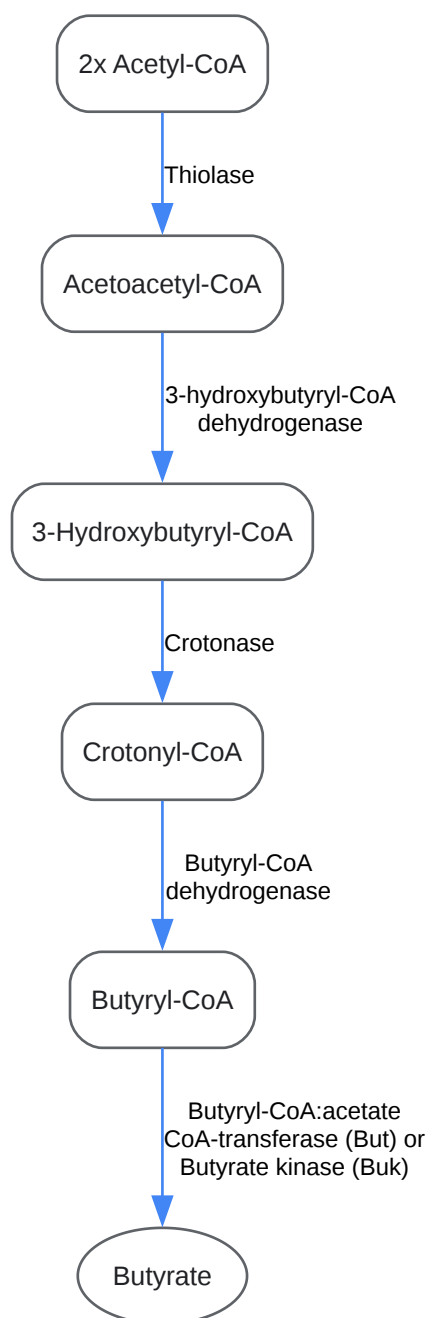 2x Acetyl-CoA
Thiolase
Acetoacetyl-CoA
3-hydroxybutyryl-CoA
dehydrogenase
3-Hydroxybutyryl-CoA
Crotonase
Crotonyl-CoA
Butyryl-CoA
dehydrogenase
Butyryl-CoA
Butyryl-CoA:acetate
CoA-transferase (But) or
Butyrate kinase (Buk)
Butyrate